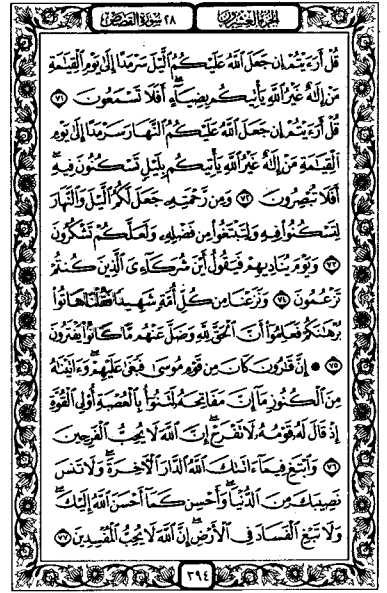 الجزء العشرون ٢٨ سورة القصص
قُلْ أَرَءَيْتُمْ إِن جَعَلَ ٱللَّهُ عَلَيْكُمُ ٱلَّيْلَ سَرْمَدًا إِلَىٰ يَوْمِ ٱلْقِيَٰمَةِ
مَنْ إِلَٰهٌ غَيْرُ ٱللَّهِ يَأْتِيكُم بِضِيَآءٍ ۖ أَفَلَا تَسْمَعُونَ ٧١
قُلْ أَرَءَيْتُمْ إِن جَعَلَ ٱللَّهُ عَلَيْكُمُ ٱلنَّهَارَ سَرْمَدًا إِلَىٰ يَوْمِ
ٱلْقِيَٰمَةِ مَنْ إِلَٰهٌ غَيْرُ ٱللَّهِ يَأْتِيكُم بِلَيْلٍ تَسْكُنُونَ فِيهِ ۖ
أَفَلَا تُبْصِرُونَ ٧٢ وَمِن رَّحْمَتِهِۦ جَعَلَ لَكُمُ ٱلَّيْلَ وَٱلنَّهَارَ
لِتَسْكُنُوا۟ فِيهِ وَلِتَبْتَغُوا۟ مِن فَضْلِهِۦ وَلَعَلَّكُمْ تَشْكُرُونَ
٧٣ وَيَوْمَ يُنَادِيهِمْ فَيَقُولُ أَيْنَ شُرَكَآءِىَ ٱلَّذِينَ كُنتُمْ
تَزْعُمُونَ ٧٤ وَنَزَعْنَا مِن كُلِّ أُمَّةٍ شَهِيدًا فَقُلْنَا هَاتُوا۟
بُرْهَٰنَكُمْ فَعَلِمُوٓا۟ أَنَّ ٱلْحَقَّ لِلَّهِ وَضَلَّ عَنْهُم مَّا كَانُوا۟ يَفْتَرُونَ
٧٥ ۞ إِنَّ قَٰرُونَ كَانَ مِن قَوْمِ مُوسَىٰ فَبَغَىٰ عَلَيْهِمْ ۖ وَءَاتَيْنَٰهُ
مِنَ ٱلْكُنُوزِ مَآ إِنَّ مَفَاتِحَهُۥ لَتَنُوٓأُ بِٱلْعُصْبَةِ أُو۟لِى ٱلْقُوَّةِ
إِذْ قَالَ لَهُۥ قَوْمُهُۥ لَا تَفْرَحْ ۖ إِنَّ ٱللَّهَ لَا يُحِبُّ ٱلْفَرِحِينَ
٧٦ وَٱبْتَغِ فِيمَآ ءَاتَىٰكَ ٱللَّهُ ٱلدَّارَ ٱلْءَاخِرَةَ ۖ وَلَا تَنسَ
نَصِيبَكَ مِنَ ٱلدُّنْيَا ۖ وَأَحْسِن كَمَآ أَحْسَنَ ٱللَّهُ إِلَيْكَ ۖ
وَلَا تَبْغِ ٱلْفَسَادَ فِى ٱلْأَرْضِ ۖ إِنَّ ٱللَّهَ لَا يُحِبُّ ٱلْمُفْسِدِينَ ٧٧
٣٩٤